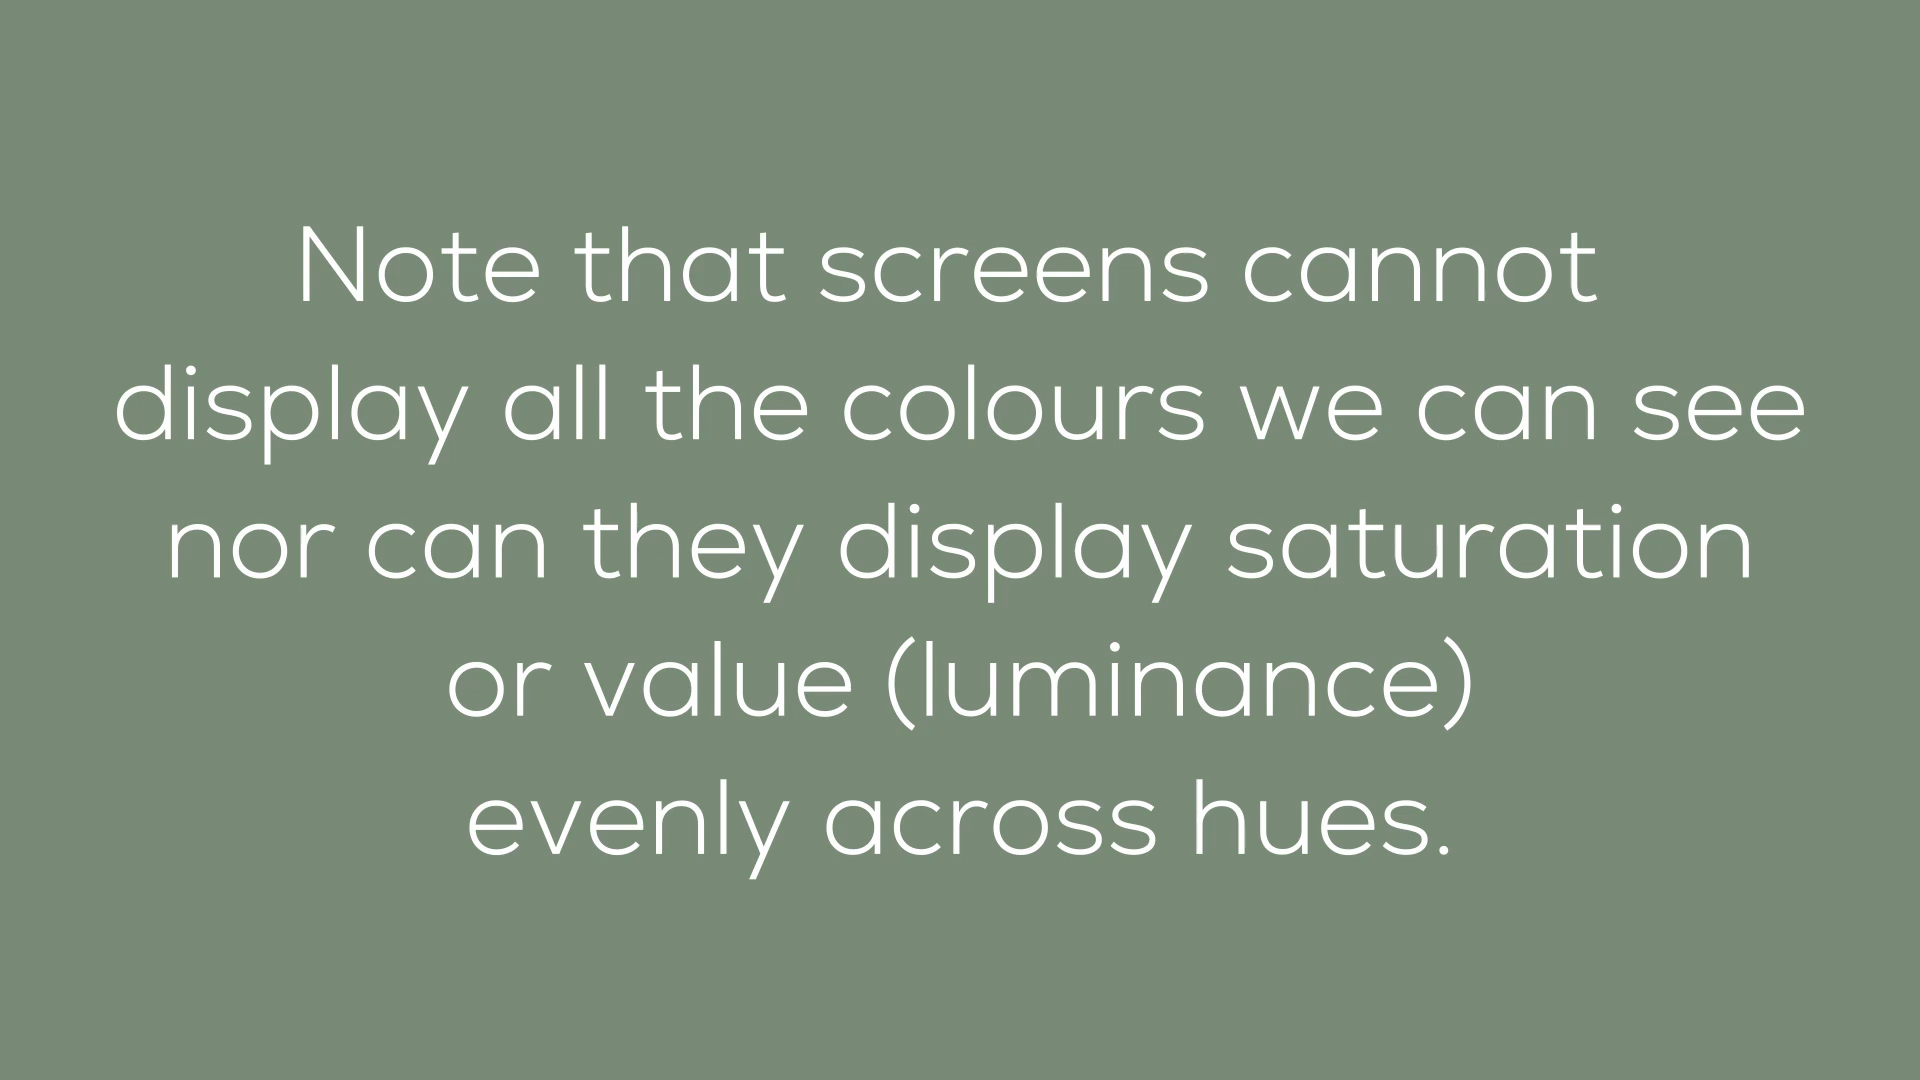 Note that screens cannot
display all the colours we can see
nor can they display saturation
or value (luminance)
evenly across hues.